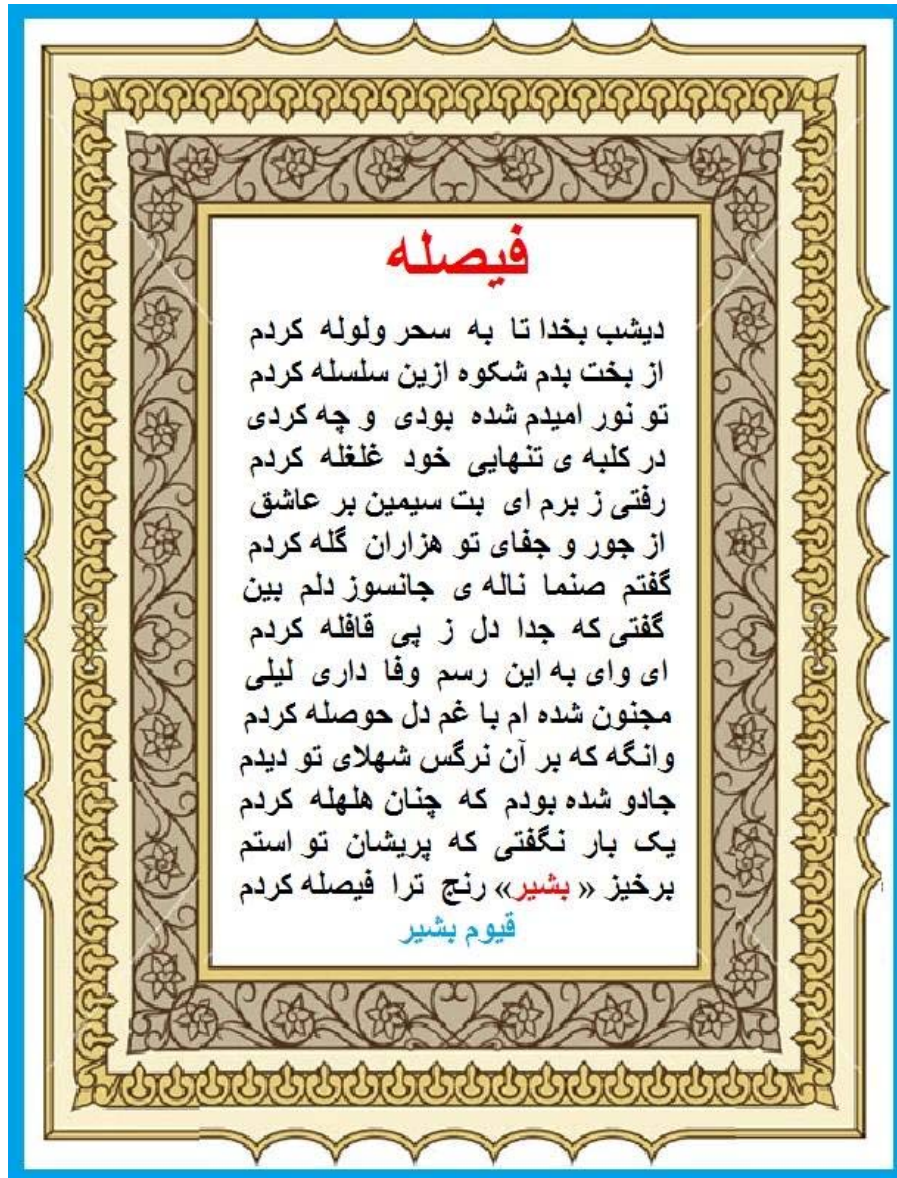 فیصله
دیشب بخدا تا به سحر ولوله کردم
از بخت بدم شکوه ازین سلسله کردم
تو نور امیدم شده بودی و چه کردی
در کلبه ی تنهایی خود غلغله کردم
رفتی ز برم ای بت سیمین بر عاشق
از جور و جفای تو هزاران گله کردم
گفتم صنما ناله ی جانسوز دلم بین
گفتی که جدا دل ز پی قافله کردم
ای وای به این رسم وفا داری لیلی
مجنون شده ام با غم دل حوصله کردم
وانگه که بر آن نرگس شهلای تو دیدم
جادو شده بودم که چنان هلهله کردم
یک بار نگفتی که پریشان تو استم
برخیز « بشیر» رنج ترا فیصله کردم
قیوم بشیر